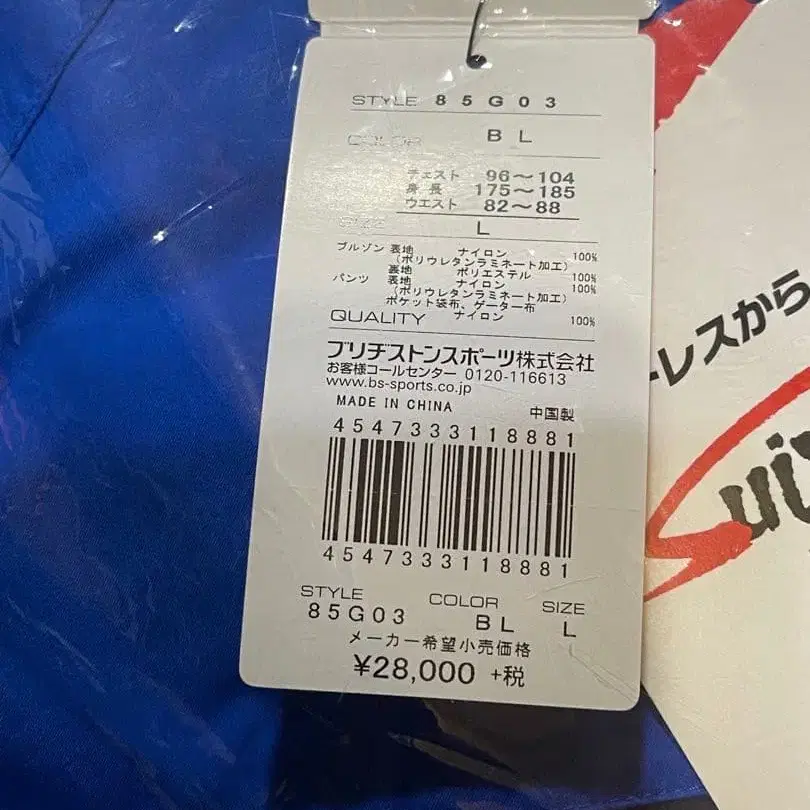 STYLE 85G03
COLOR BL
チェスト 96〜104
身長 175〜185
ウエスト 82〜88
SIZE L
ブルゾン 表地 ナイロン 100%
(ポリウレタンラミネート加工)
裏地 ポリエステル 100%
パンツ 表地 ナイロン 100%
(ポリウレタンラミネート加工)
ポケット袋布、ゲーター布
QUALITY ナイロン 100%
ブリヂストンスポーツ株式会社
お客様コールセンター 0120-116613
www.bs-sports.co.jp
MADE IN CHINA 中国製
4547333118881
4547333118881
STYLE COLOR SIZE
85G03 BL L
メーカー希望小売価格
¥28,000 +税
レスから